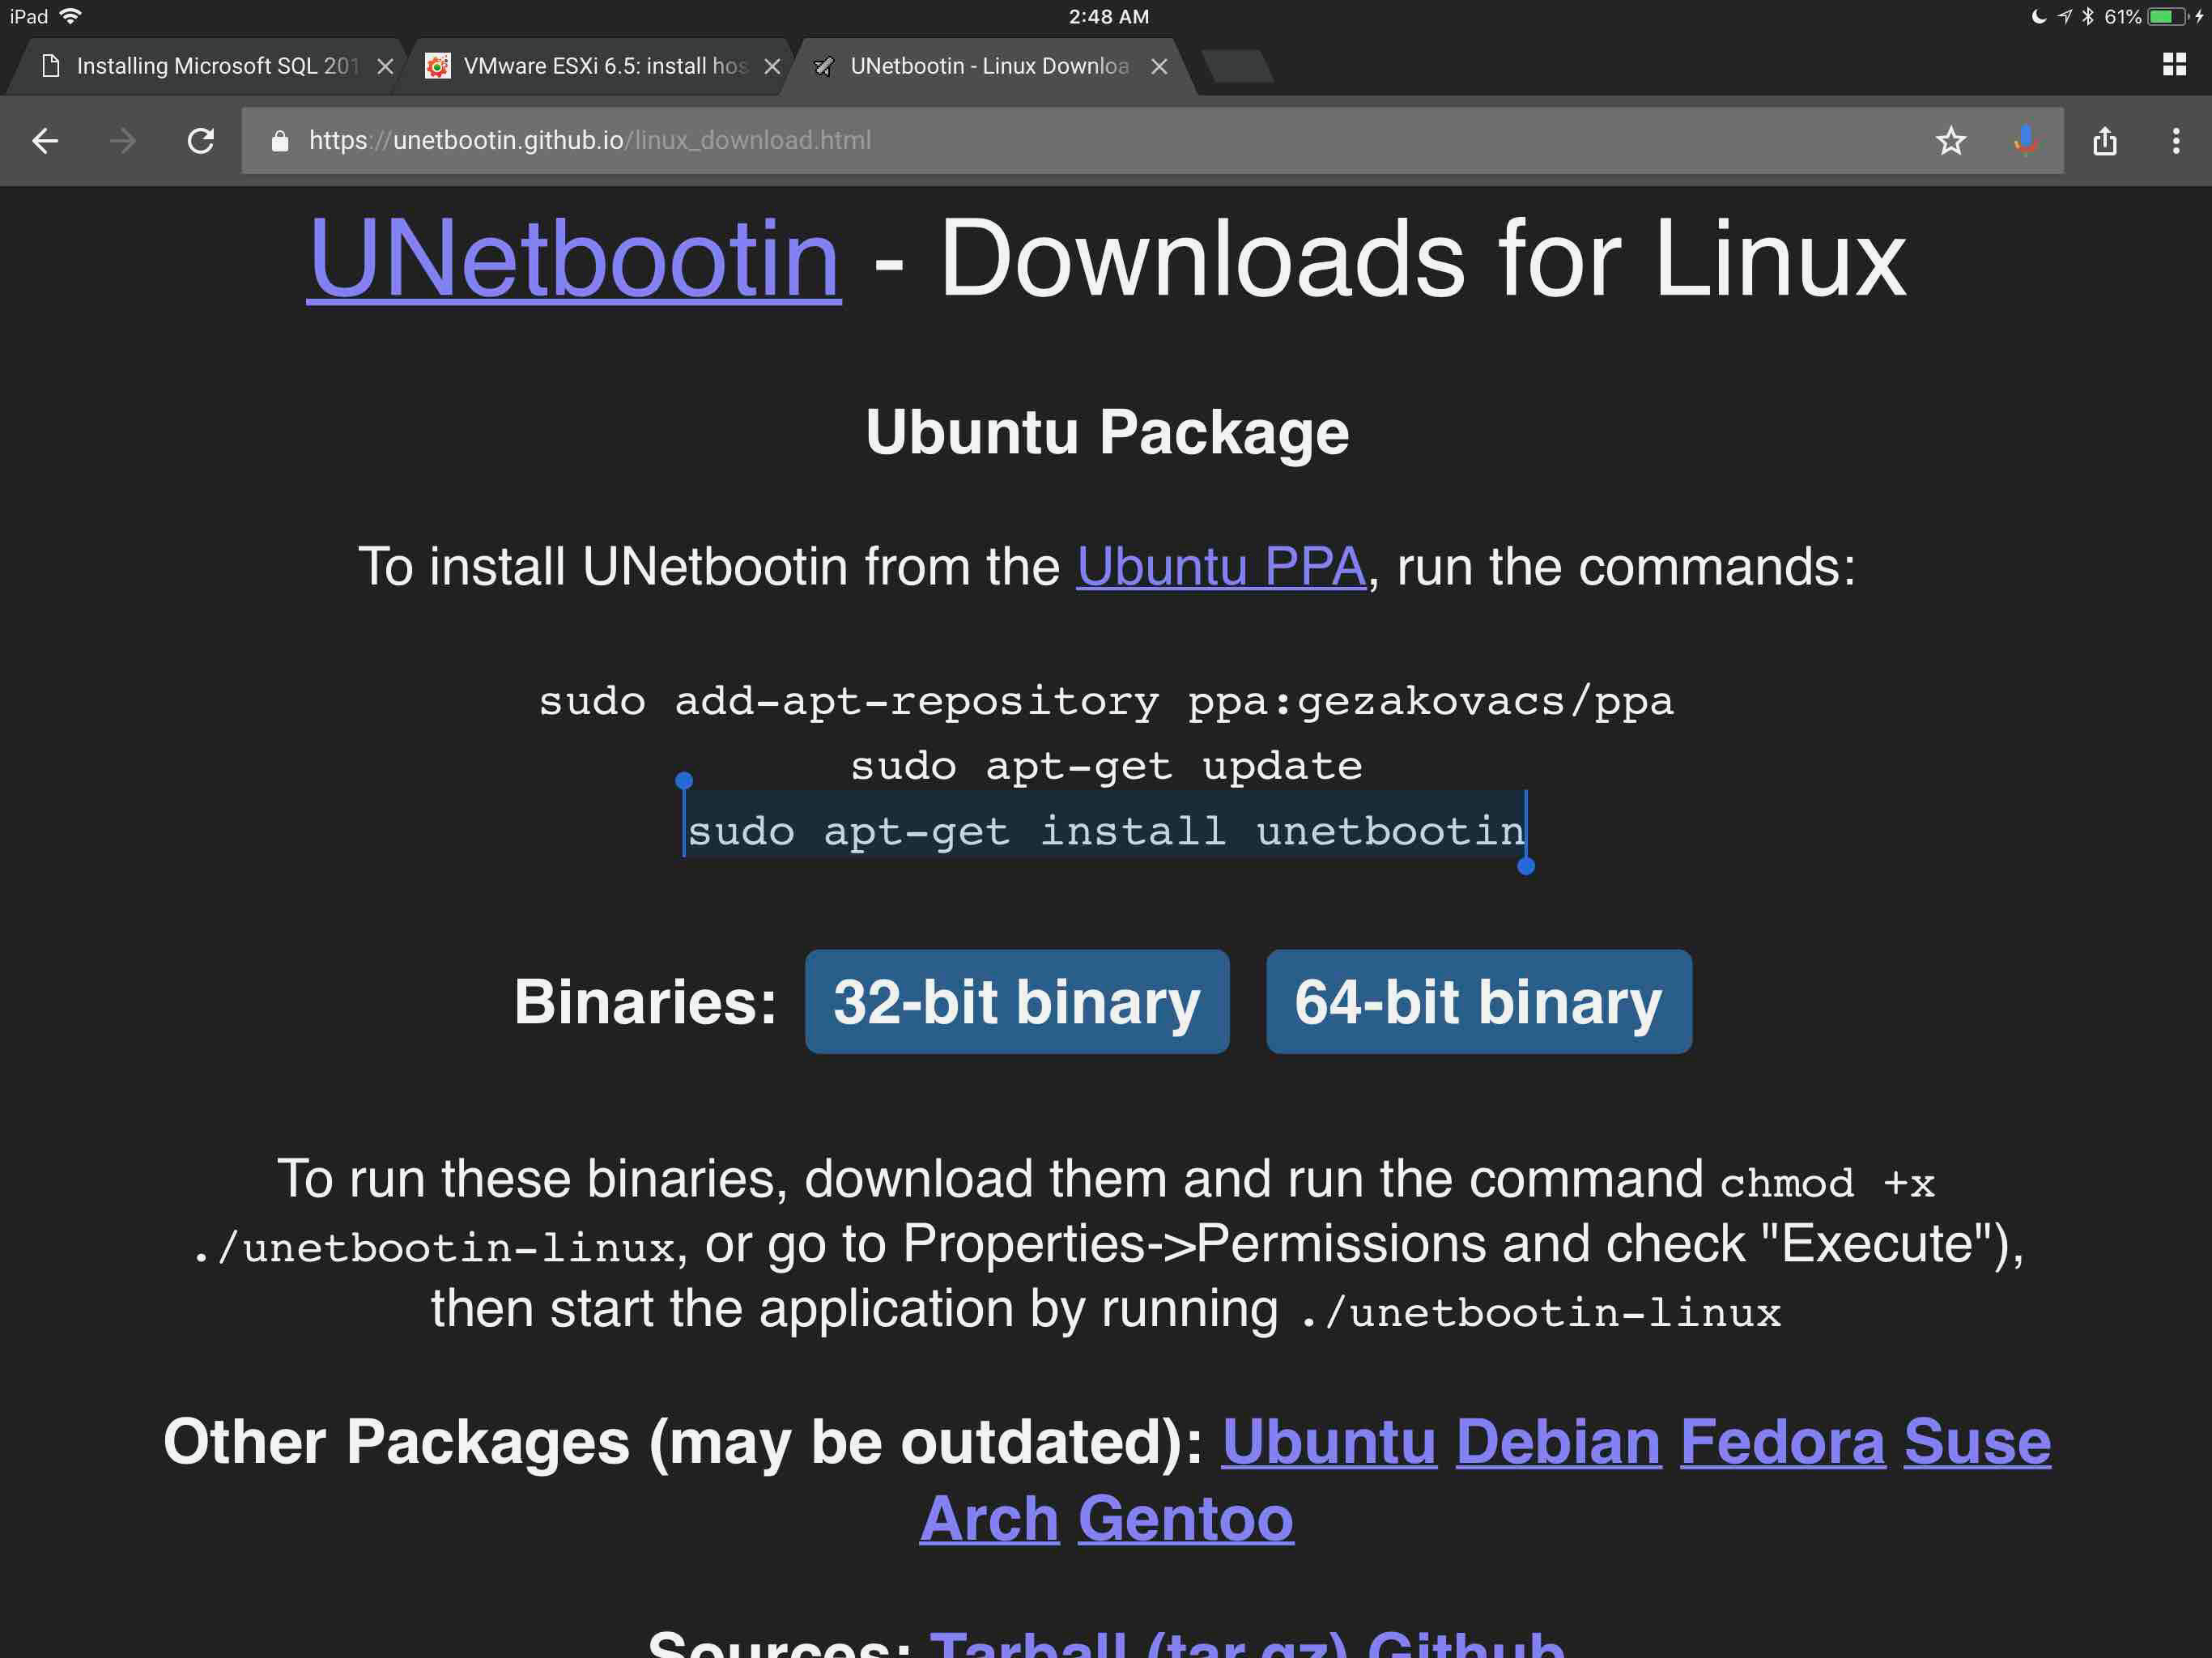 iPad 2:48 AM 61%
Installing Microsoft SQL 201 VMware ESXi 6.5: install hos UNetbootin - Linux Downloa
https://unetbootin.github.io/linux_download.html
UNetbootin - Downloads for Linux
Ubuntu Package
To install UNetbootin from the Ubuntu PPA, run the commands:
sudo add-apt-repository ppa:gezakovacs/ppa
sudo apt-get update
sudo apt-get install unetbootin
Binaries: 32-bit binary 64-bit binary
To run these binaries, download them and run the command chmod +x
./unetbootin-linux, or go to Properties->Permissions and check "Execute"),
then start the application by running ./unetbootin-linux
Other Packages (may be outdated): Ubuntu Debian Fedora Suse
Arch Gentoo
Sources: Tarball (tar.gz) Github